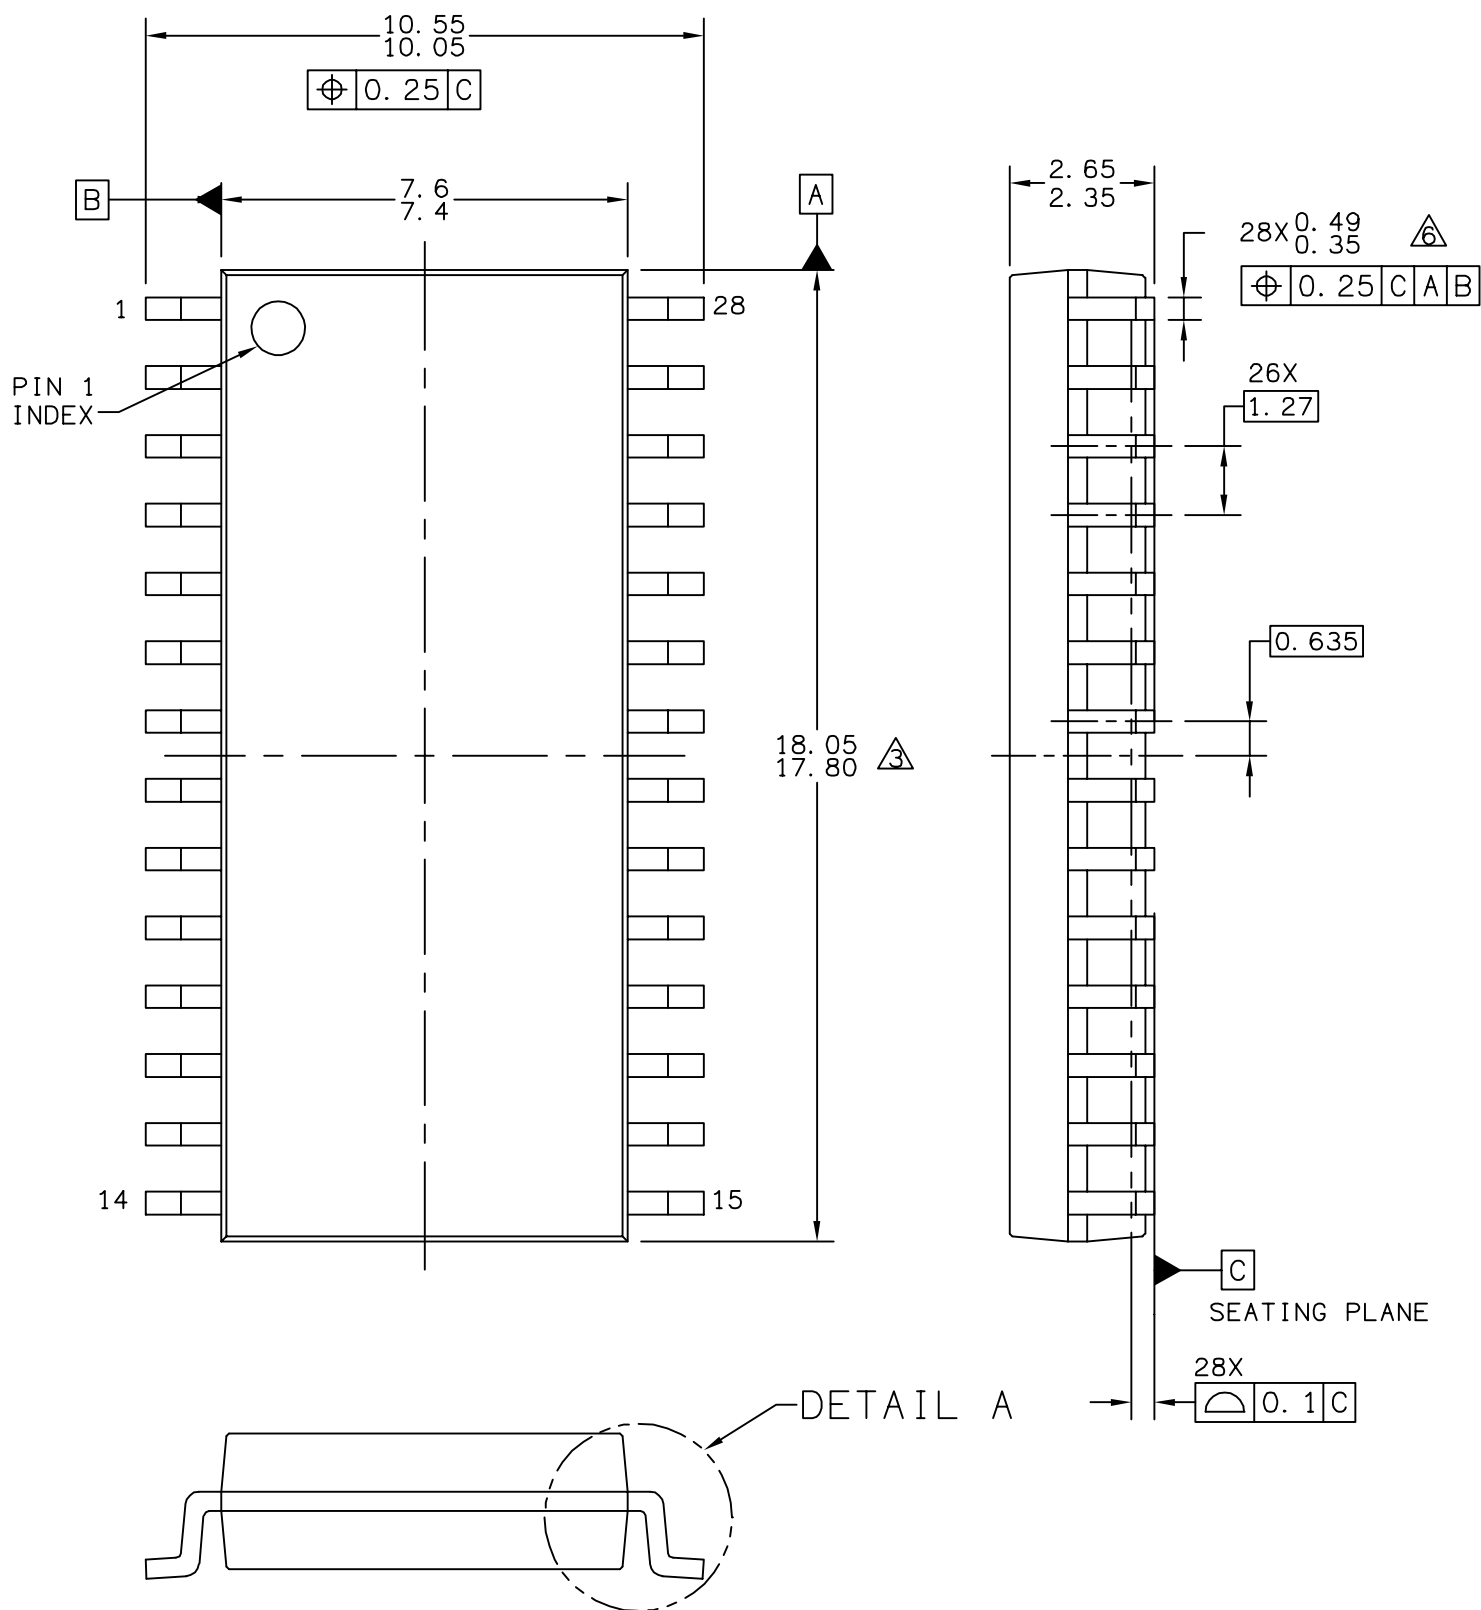 10.55
10.05
⌖ 0.25 C
B
7.6
7.4
A
2.65
2.35
28X 0.49
0.35
6
⌖ 0.25 C A B
1
28
PIN 1
INDEX
26X
1.27
0.635
18.05
17.80
3
14
15
C
SEATING PLANE
28X
⌓ 0.1 C
DETAIL A